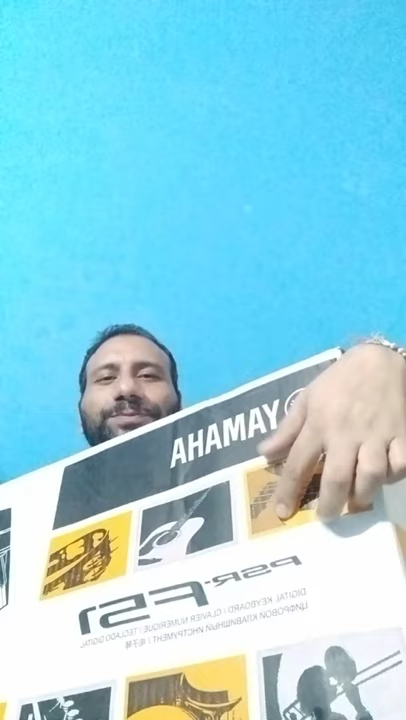 YAMAHA
PSR-F51
DIGITAL KEYBOARD / CLAVIER NUMÉRIQUE / TECLADO DIGITAL
ЦИФРОВОЙ КЛАВИШНЫЙ ИНСТРУМЕНТ / 电子琴